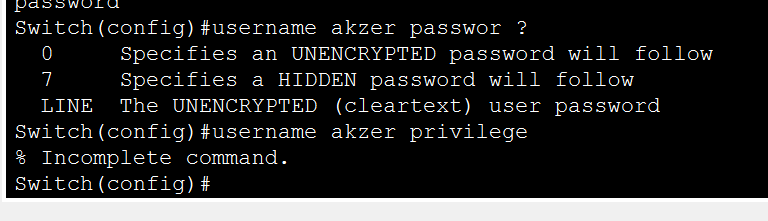 password
Switch(config)#username akzer passwor ?
0 Specifies an UNENCRYPTED password will follow
7 Specifies a HIDDEN password will follow
LINE The UNENCRYPTED (cleartext) user password
Switch(config)#username akzer privilege
% Incomplete command.
Switch(config)#